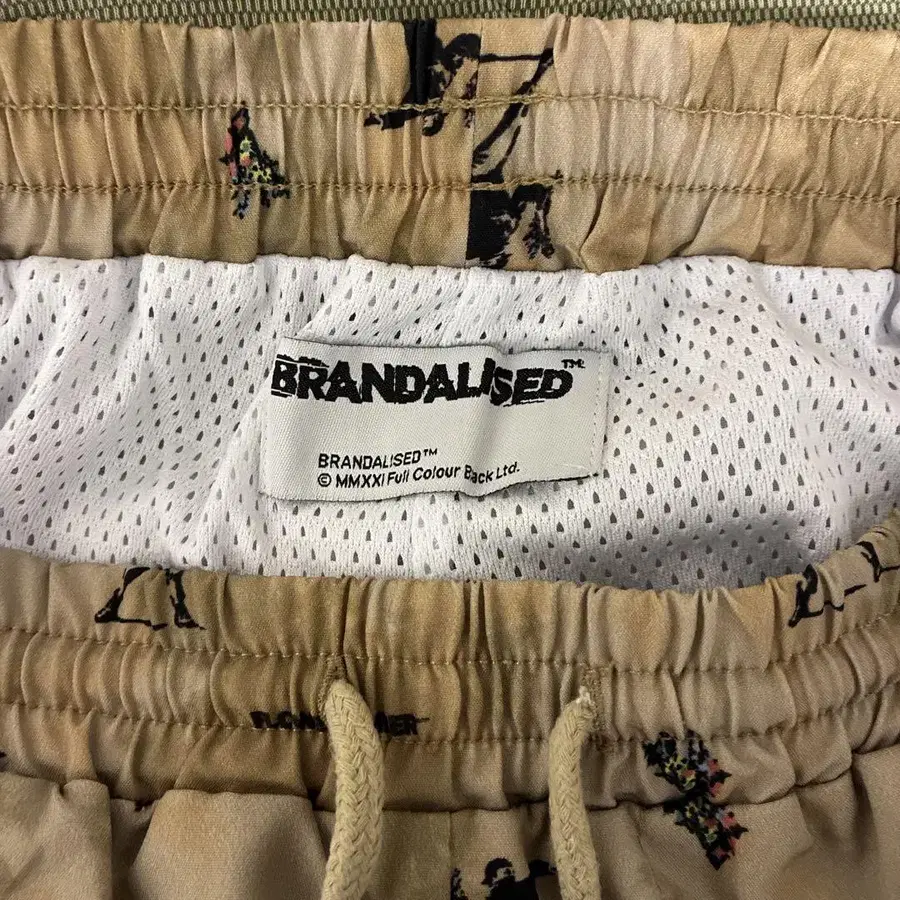 BRANDALISED™
BRANDALISED™
© MMXXI Full Colour Black Ltd.